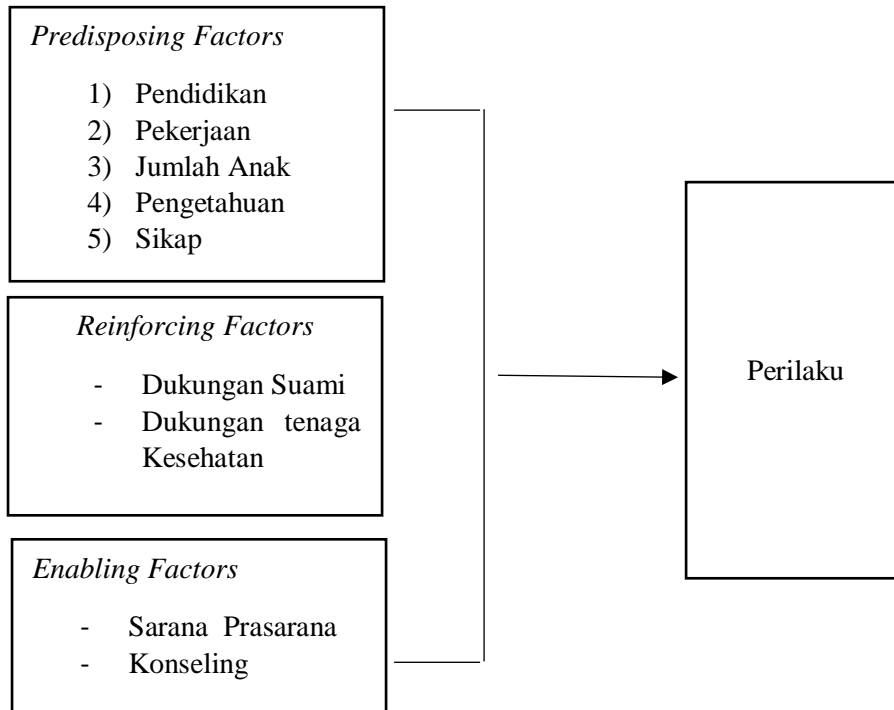 Predisposing Factors
1) Pendidikan
2) Pekerjaan
3) Jumlah Anak
4) Pengetahuan
5) Sikap
Reinforcing Factors
- Dukungan Suami
- Dukungan tenaga
Kesehatan
Enabling Factors
- Sarana Prasarana
- Konseling
Perilaku